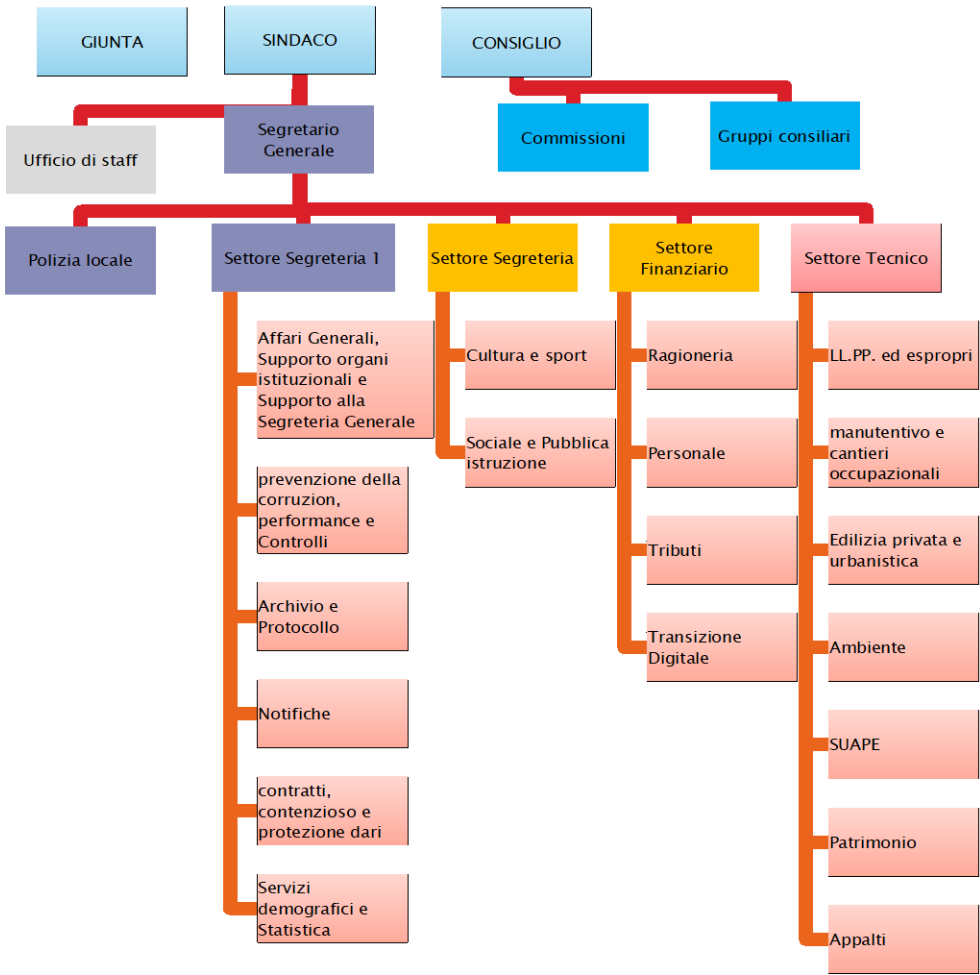 GIUNTA
SINDACO
CONSIGLIO
Ufficio di staff
Segretario
Generale
Commissioni
Gruppi consiliari
Polizia locale
Settore Segreteria 1
Settore Segreteria
Settore
Finanziario
Settore Tecnico
Affari Generali,
Supporto organi
istituzionali e
Supporto alla
Segreteria Generale
prevenzione della
corruzion,
performance e
Controlli
Archivio e
Protocollo
Notifiche
contratti,
contenzioso e
protezione dari
Servizi
demografici e
Statistica
Cultura e sport
Sociale e Pubblica
istruzione
Ragioneria
Personale
Tributi
Transizione
Digitale
LL.PP. ed espropri
manutentivo e
cantieri
occupazionali
Edilizia privata e
urbanistica
Ambiente
SUAPE
Patrimonio
Appalti